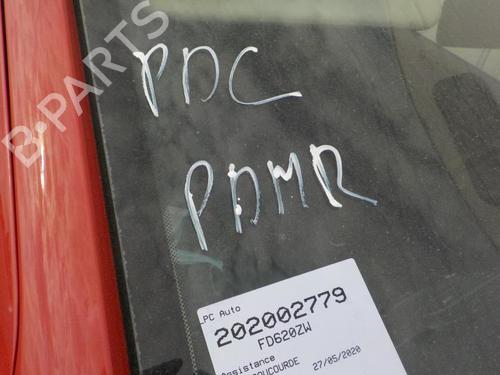 B-PARTS
PDC
PDMR
LPC Auto
202002779
FD620ZW
Assistance
27/05/2020